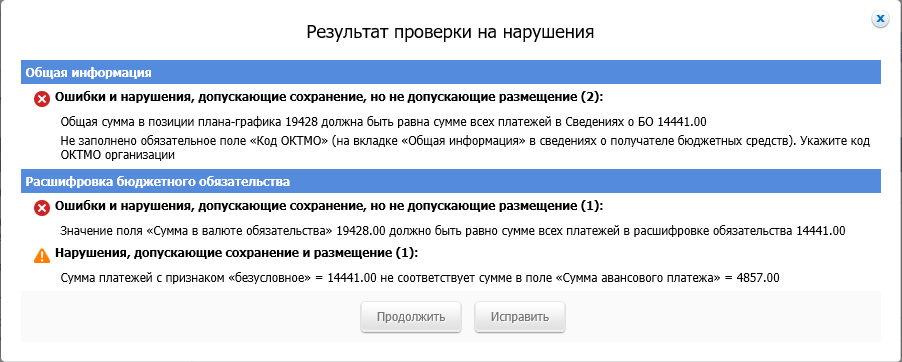 Результат проверки на нарушения
Общая информация
Ошибки и нарушения, допускающие сохранение, но не допускающие размещение (2):
Общая сумма в позиции плана-графика 19428 должна быть равна сумме всех платежей в Сведениях о БО 14441.00
Не заполнено обязательное поле «Код ОКТМО» (на вкладке «Общая информация» в сведениях о получателе бюджетных средств). Укажите код
ОКТМО организации
Расшифровка бюджетного обязательства
Ошибки и нарушения, допускающие сохранение, но не допускающие размещение (1):
Значение поля «Сумма в валюте обязательства» 19428.00 должно быть равно сумме всех платежей в расшифровке обязательства 14441.00
Нарушения, допускающие сохранение и размещение (1):
Сумма платежей с признаком «безусловное» = 14441.00 не соответствует сумме в поле «Сумма авансового платежа» = 4857.00
Продолжить Исправить